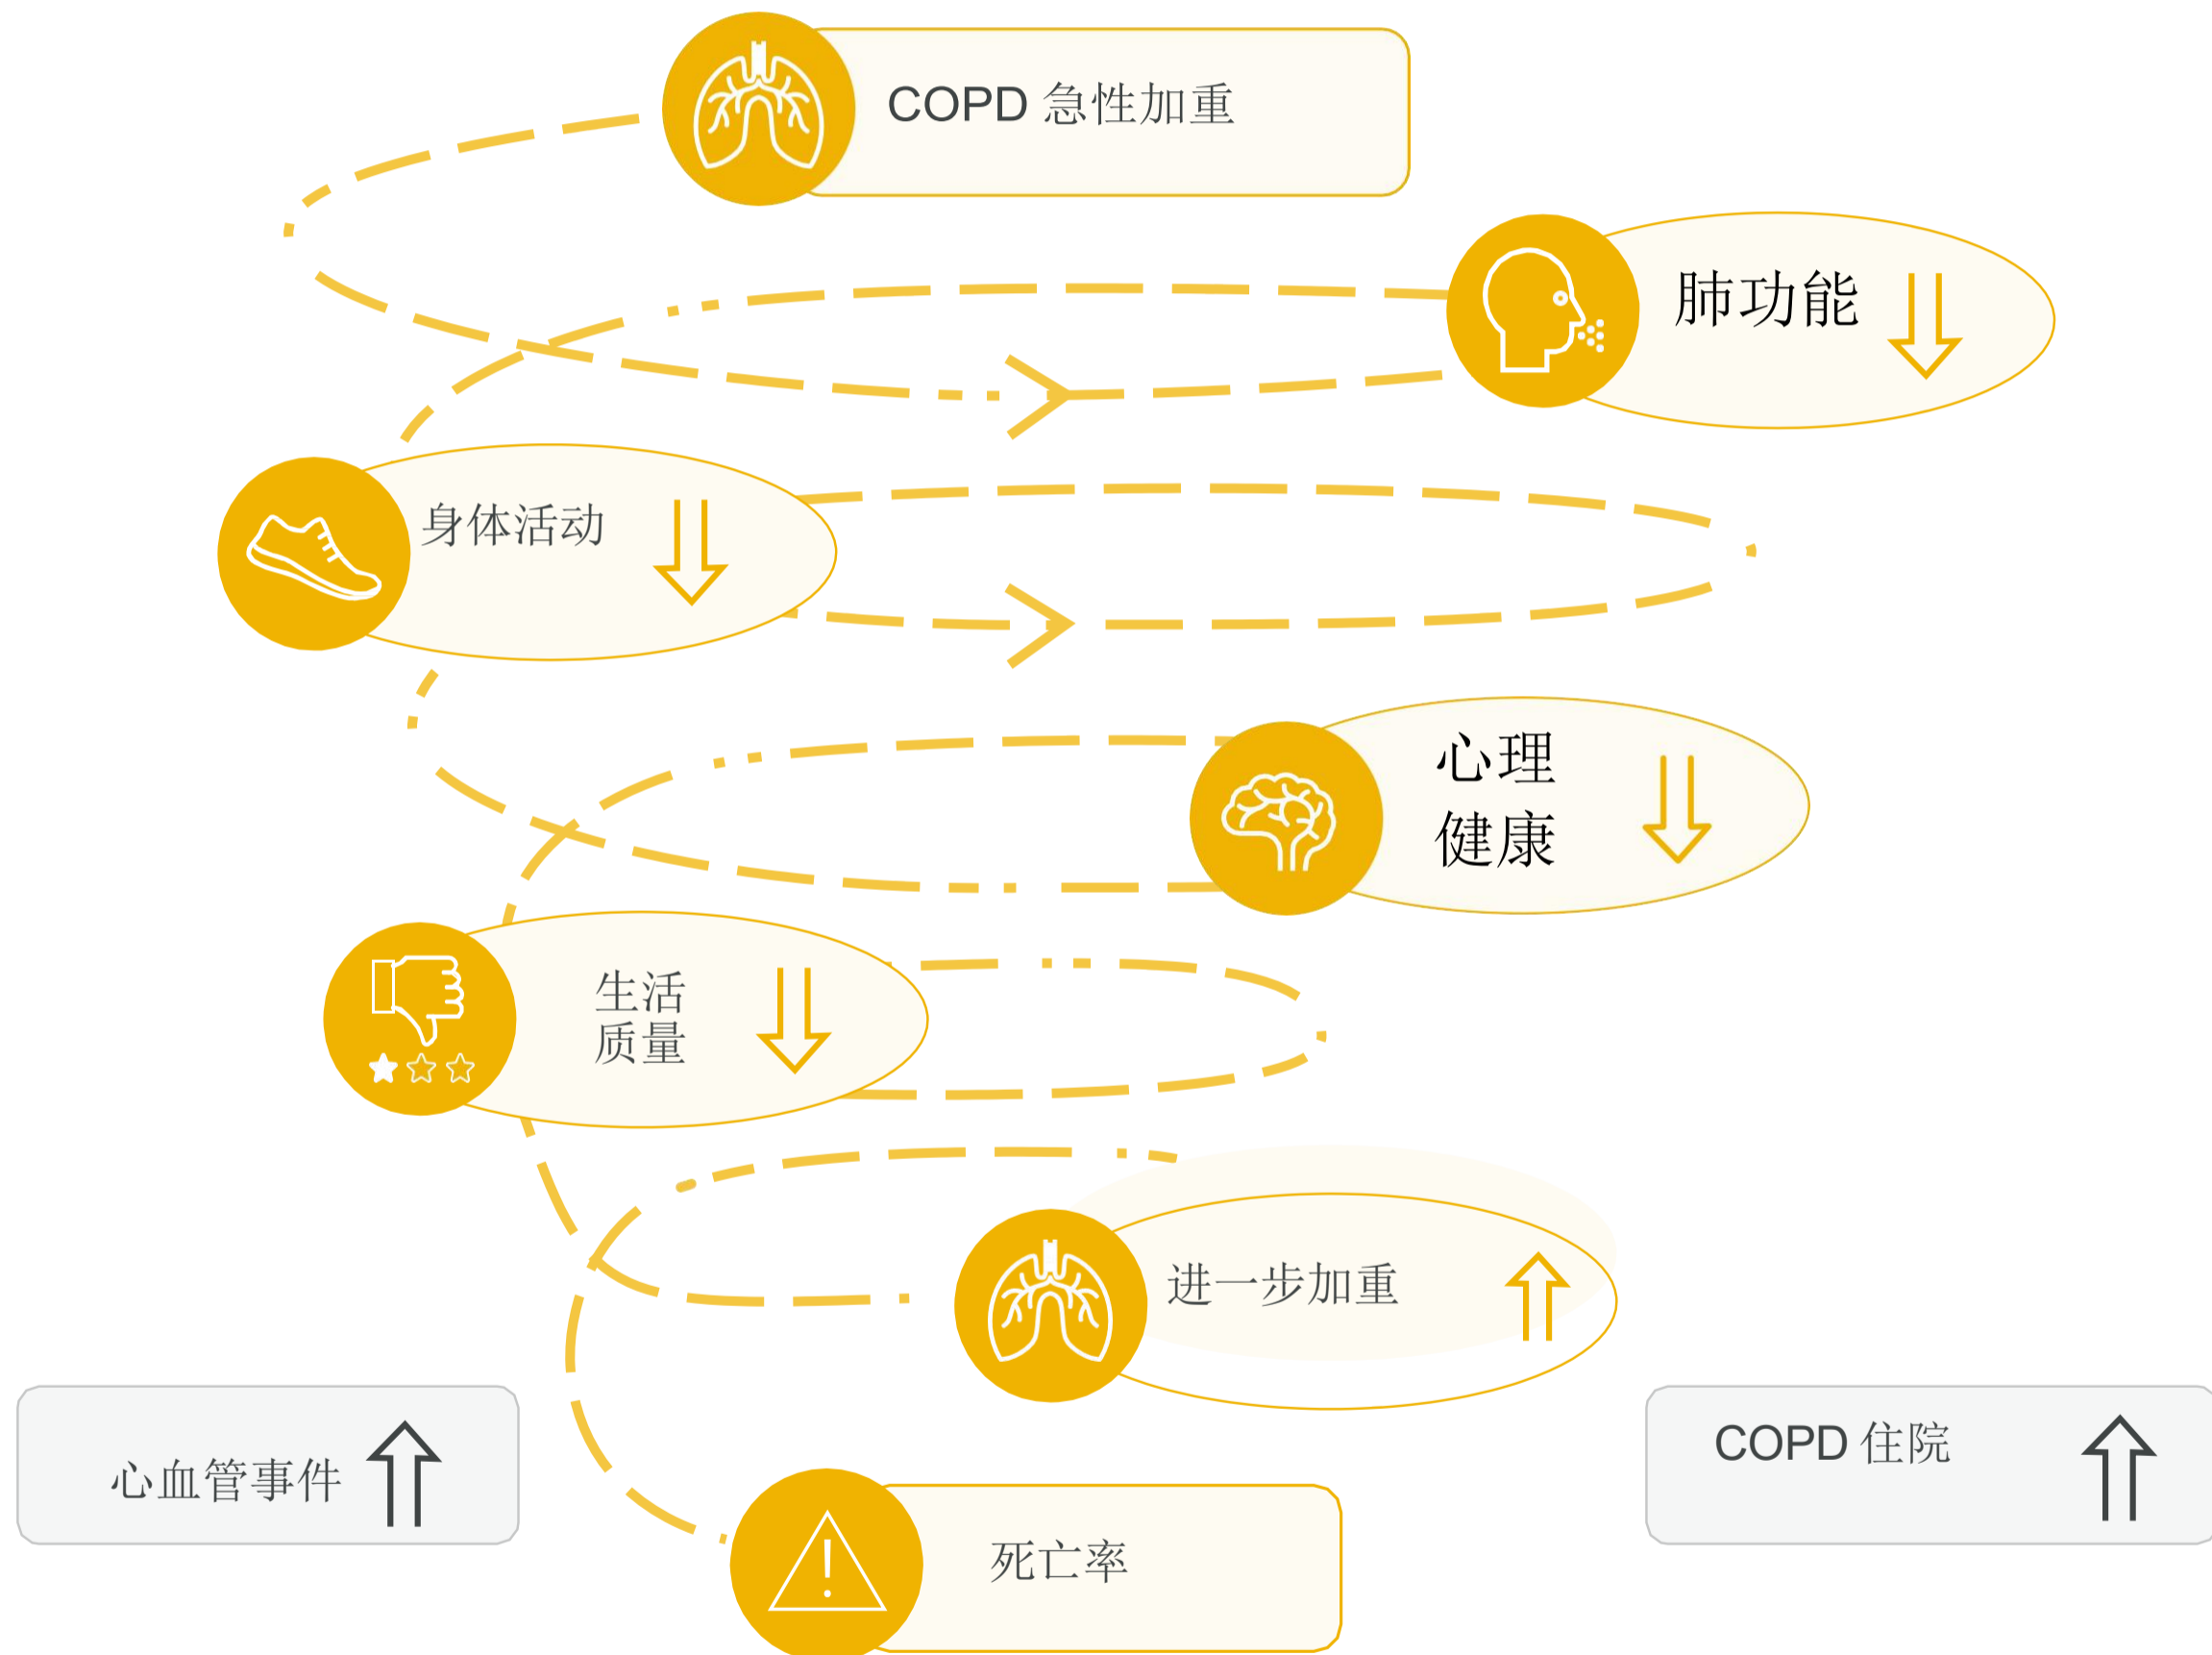 COPD 急性加重
肺功能
身体活动
心理
健康
生活
质量
进一步加重
心血管事件
COPD 住院
死亡率